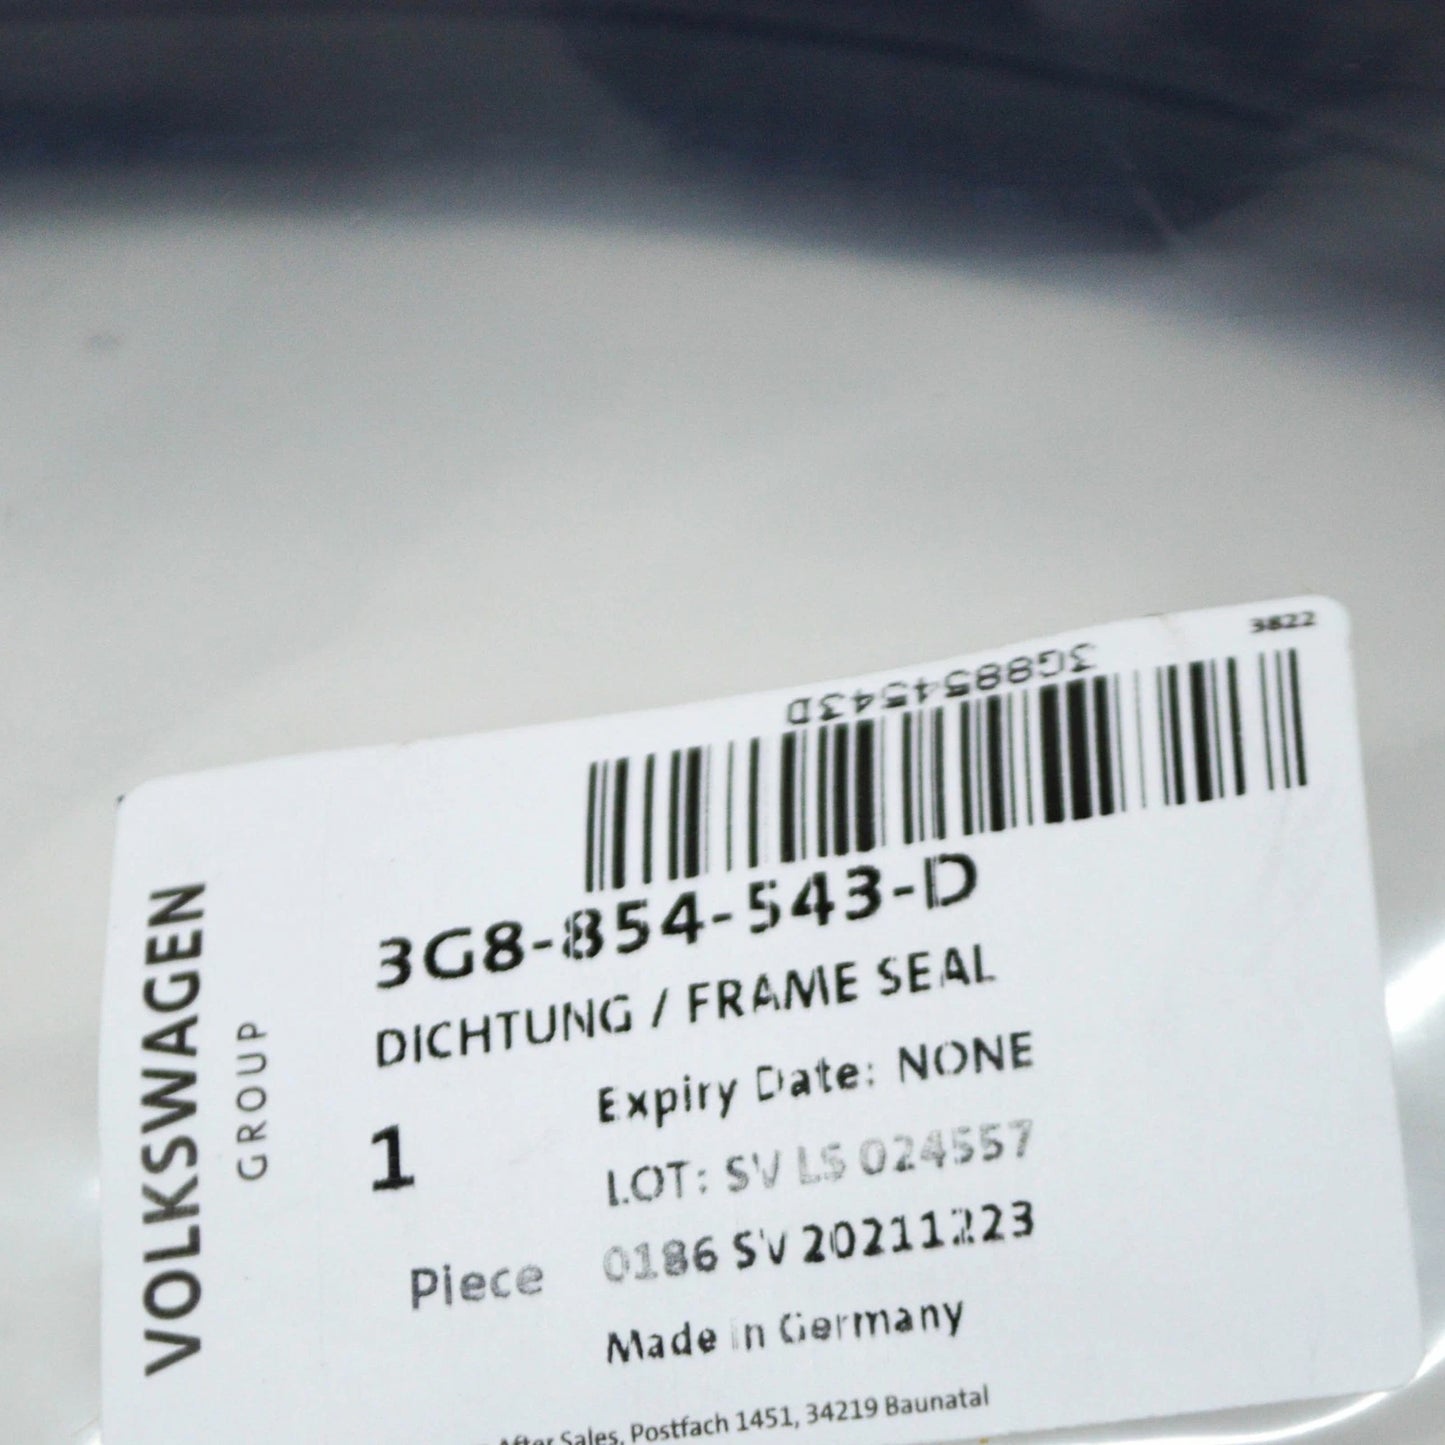 3822
3G8854543D
3G8-854-543-D
DICHTUNG / FRAME SEAL
Expiry Date: NONE
1
LOT: SV LS 024557
Piece
0186 SV 20211223
Made in Germany
After Sales, Postfach 1451, 34219 Baunatal
VOLKSWAGEN
GROUP